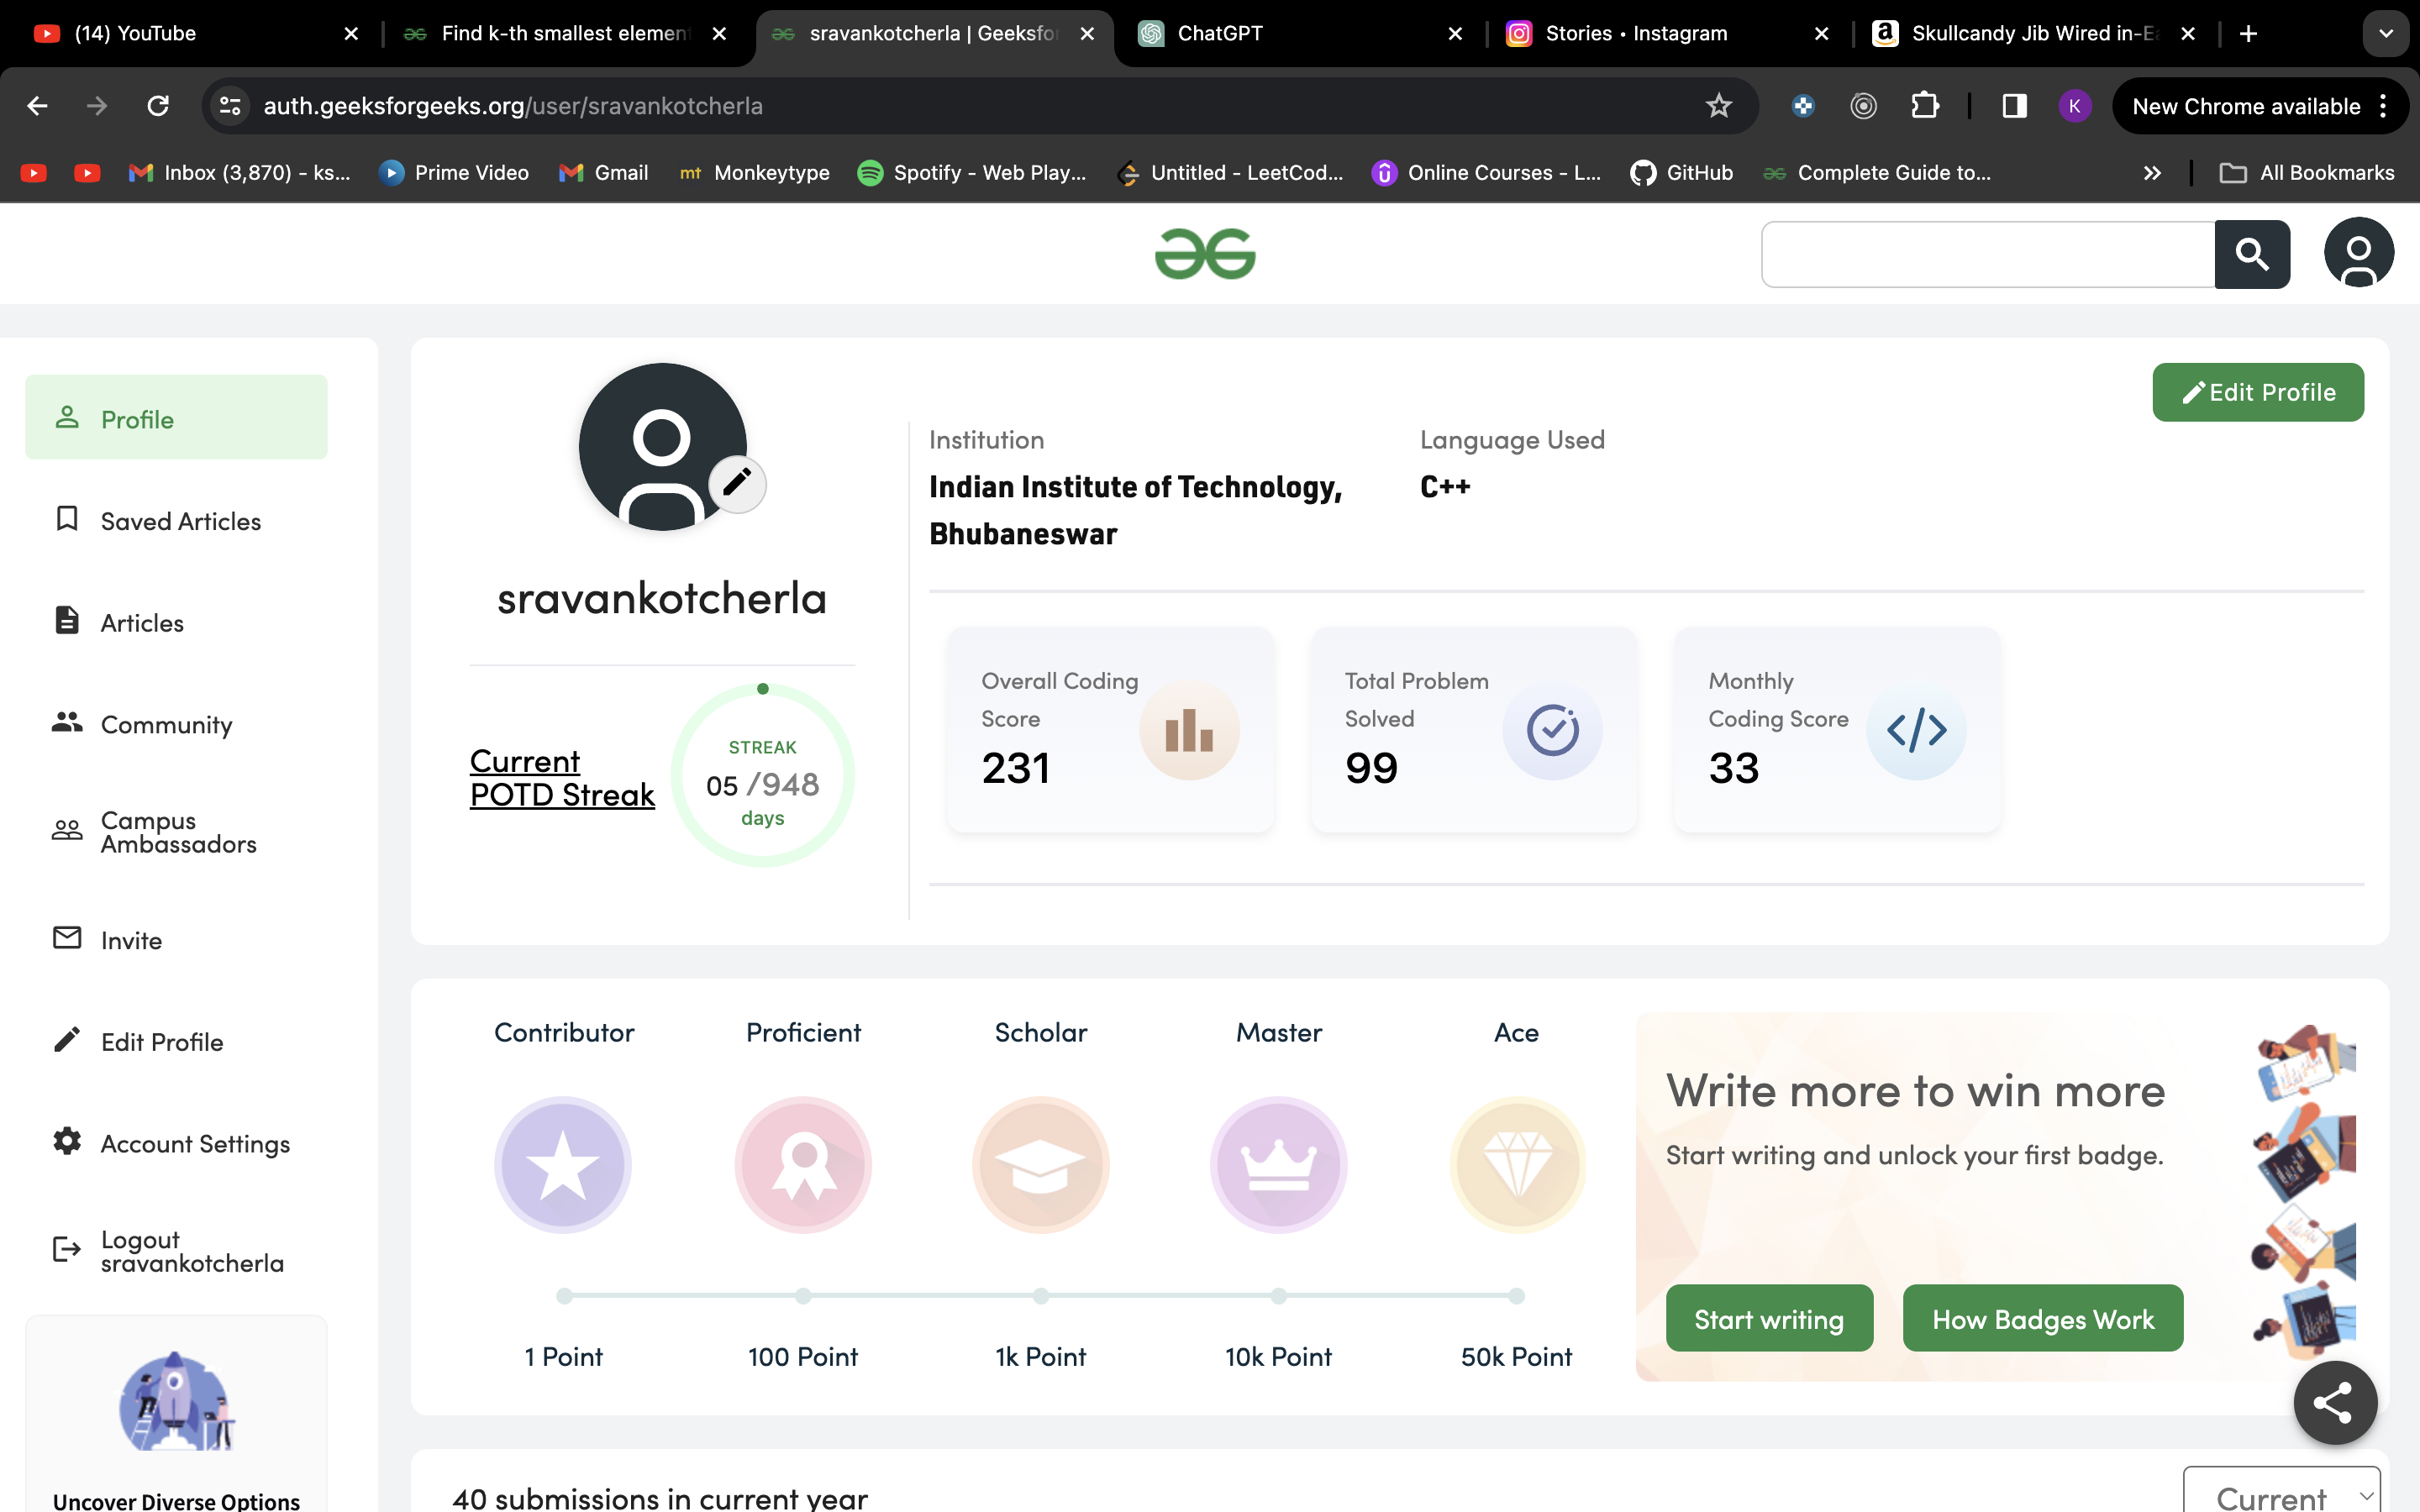 (14) YouTube
Find k-th smallest elemen
sravankotcherla | Geeksfo
ChatGPT
Stories • Instagram
Skullcandy Jib Wired in-Ea
auth.geeksforgeeks.org/user/sravankotcherla
K
New Chrome available
Inbox (3,870) - ks...
Prime Video
Gmail
mt Monkeytype
Spotify - Web Play...
Untitled - LeetCod...
Online Courses - L...
GitHub
Complete Guide to...
All Bookmarks
Profile
Saved Articles
Articles
Community
Campus
Ambassadors
Invite
Edit Profile
Account Settings
Logout
sravankotcherla
Uncover Diverse Options
sravankotcherla
Current
POTD Streak
STREAK
05 /948
days
Edit Profile
Institution
Indian Institute of Technology,
Bhubaneswar
Language Used
C++
Overall Coding
Score
231
Total Problem
Solved
99
Monthly
Coding Score
33
Contributor
Proficient
Scholar
Master
Ace
1 Point
100 Point
1k Point
10k Point
50k Point
Write more to win more
Start writing and unlock your first badge.
Start writing
How Badges Work
40 submissions in current year
Current